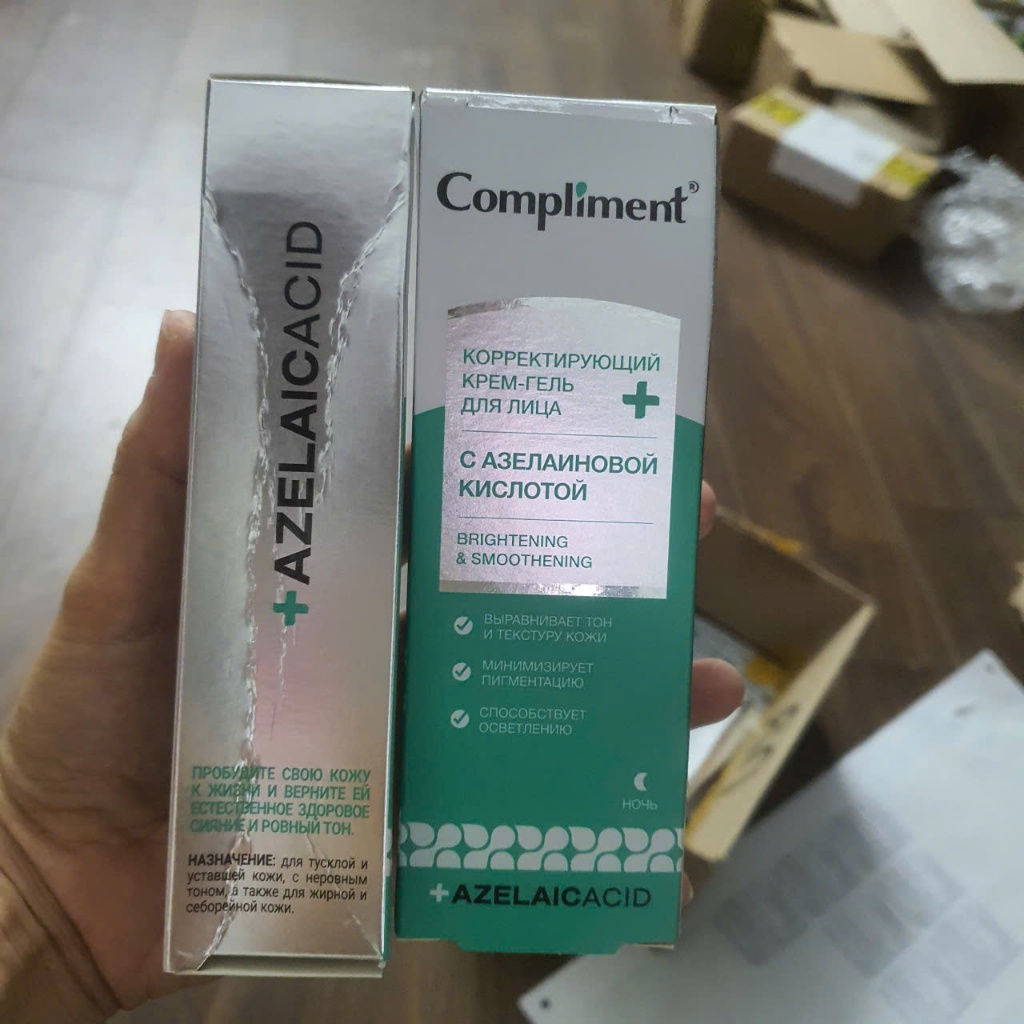 +AZELAICACID
ПРОБУДИТЕ СВОЮ КОЖУ
К ЖИЗНИ И ВЕРНИТЕ ЕЙ
ЕСТЕСТВЕННОЕ ЗДОРОВОЕ
СИЯНИЕ И РОВНЫЙ ТОН.
НАЗНАЧЕНИЕ: для тусклой и
уставшей кожи, с неровным
тоном, а также для жирной и
себорейной кожи.
Compliment®
КОРРЕКТИРУЮЩИЙ
КРЕМ-ГЕЛЬ
ДЛЯ ЛИЦА
С АЗЕЛАИНОВОЙ
КИСЛОТОЙ
BRIGHTENING
& SMOOTHENING
ВЫРАВНИВАЕТ ТОН
И ТЕКСТУРУ КОЖИ
МИНИМИЗИРУЕТ
ПИГМЕНТАЦИЮ
СПОСОБСТВУЕТ
ОСВЕТЛЕНИЮ
НОЧЬ
+AZELAICACID